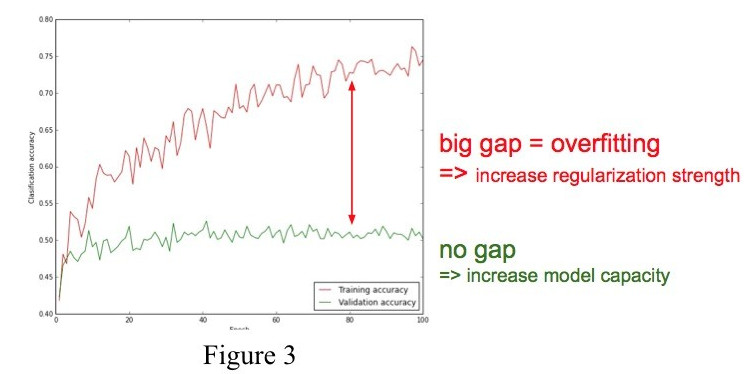 0.80
0.75
0.70
0.65
0.60
0.55
0.50
0.45
0.40
Classification accuracy
0
20
40
60
80
100
Epoch
Training accuracy
Validation accuracy
big gap = overfitting
=> increase regularization strength
no gap
=> increase model capacity
Figure 3